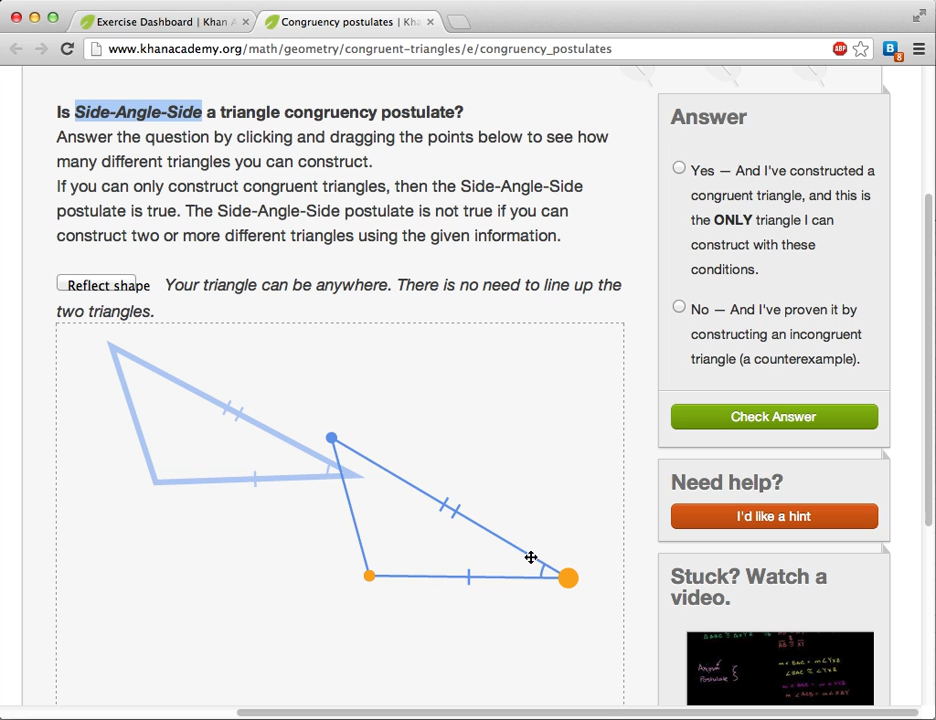 Exercise Dashboard | Khan A
Congruency postulates | Kha
www.khanacademy.org/math/geometry/congruent-triangles/e/congruency_postulates
ABP
B
8
Is Side-Angle-Side a triangle congruency postulate?
Answer the question by clicking and dragging the points below to see how
many different triangles you can construct.
If you can only construct congruent triangles, then the Side-Angle-Side
postulate is true. The Side-Angle-Side postulate is not true if you can
construct two or more different triangles using the given information.
Reflect shape Your triangle can be anywhere. There is no need to line up the
two triangles.
Answer
Yes — And I've constructed a
congruent triangle, and this is
the ONLY triangle I can
construct with these
conditions.
No — And I've proven it by
constructing an incongruent
triangle (a counterexample).
Check Answer
Need help?
I'd like a hint
Stuck? Watch a
video.
Postulate